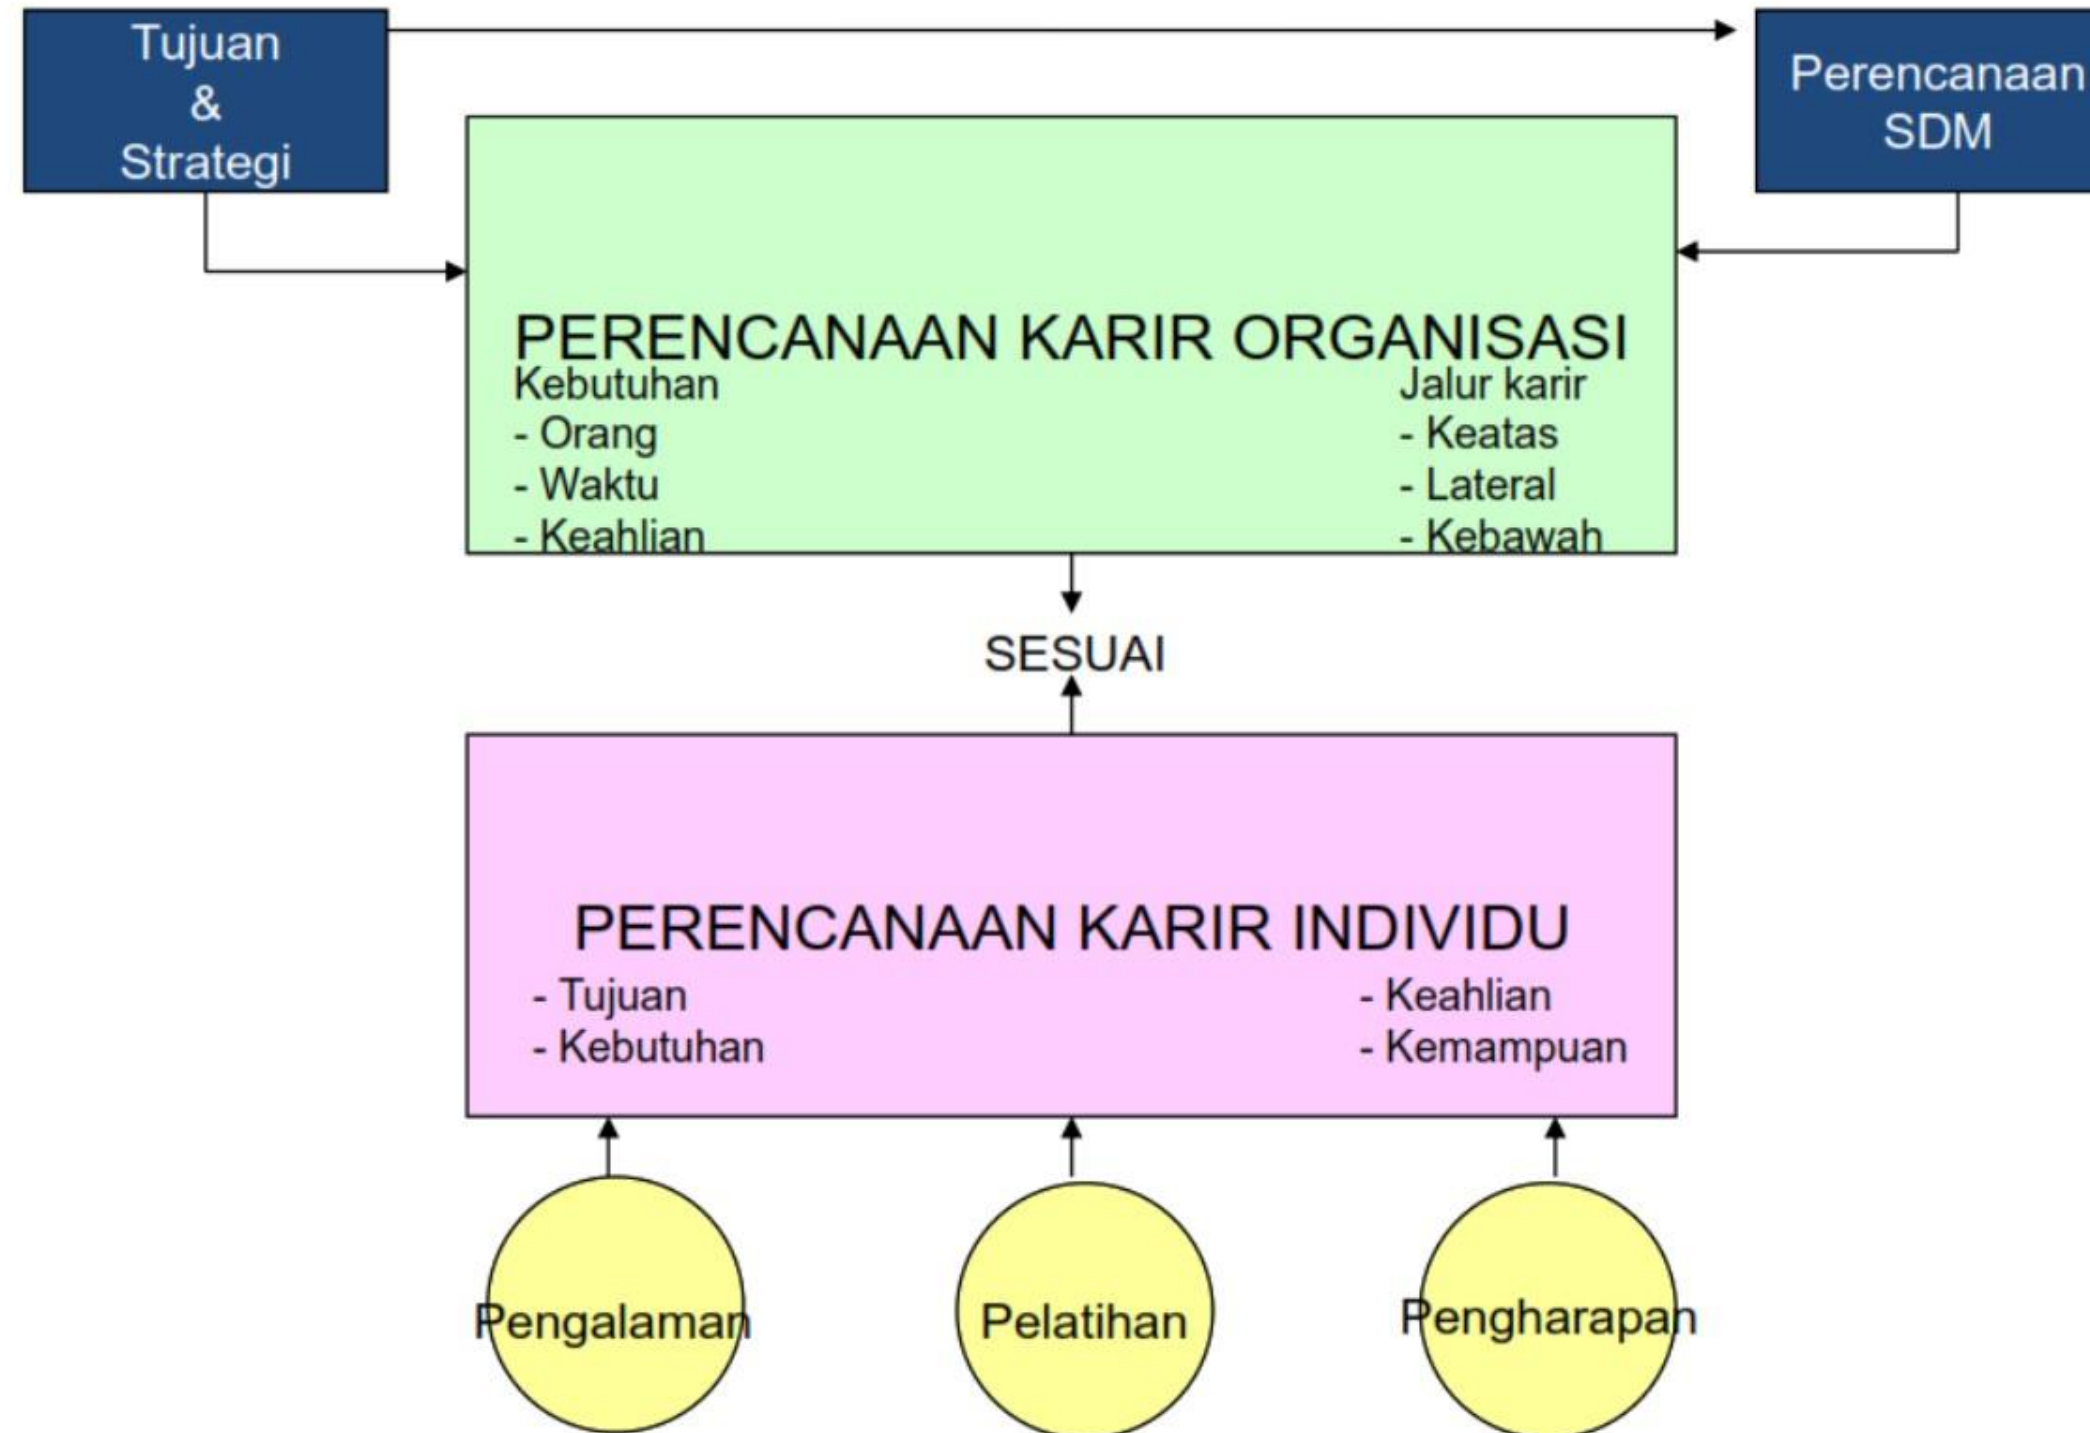 Tujuan
&
Strategi
Perencanaan
SDM
PERENCANAAN KARIR ORGANISASI
Kebutuhan
- Orang
- Waktu
- Keahlian
Jalur karir
- Keatas
- Lateral
- Kebawah
SESUAI
PERENCANAAN KARIR INDIVIDU
- Tujuan
- Kebutuhan
- Keahlian
- Kemampuan
Pengalaman
Pelatihan
Pengharapan